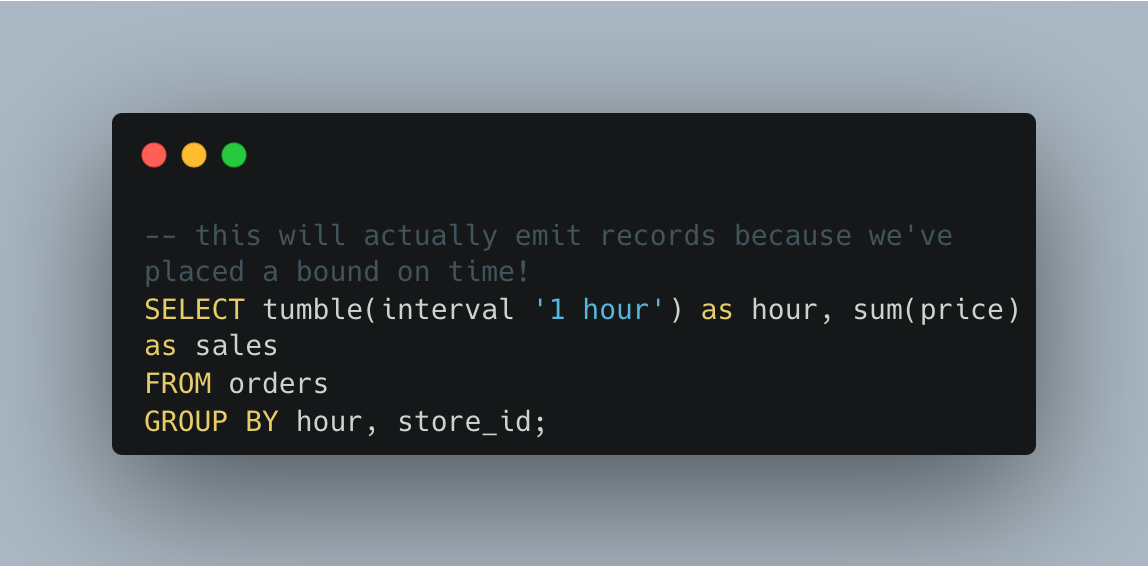 -- this will actually emit records because we've
placed a bound on time!
SELECT tumble(interval '1 hour') as hour, sum(price)
as sales
FROM orders
GROUP BY hour, store_id;